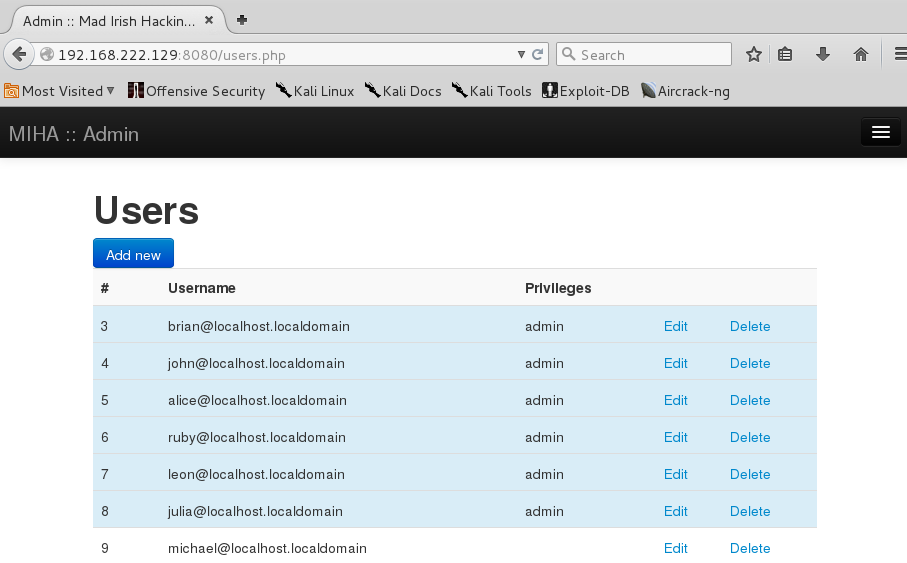 Admin :: Mad Irish Hackin...
192.168.222.129:8080/users.php
Search
Most Visited
Offensive Security
Kali Linux
Kali Docs
Kali Tools
Exploit-DB
Aircrack-ng
MIHA :: Admin
Users
Add new
# Username Privileges
3 brian@localhost.localdomain admin Edit Delete
4 john@localhost.localdomain admin Edit Delete
5 alice@localhost.localdomain admin Edit Delete
6 ruby@localhost.localdomain admin Edit Delete
7 leon@localhost.localdomain admin Edit Delete
8 julia@localhost.localdomain admin Edit Delete
9 michael@localhost.localdomain Edit Delete